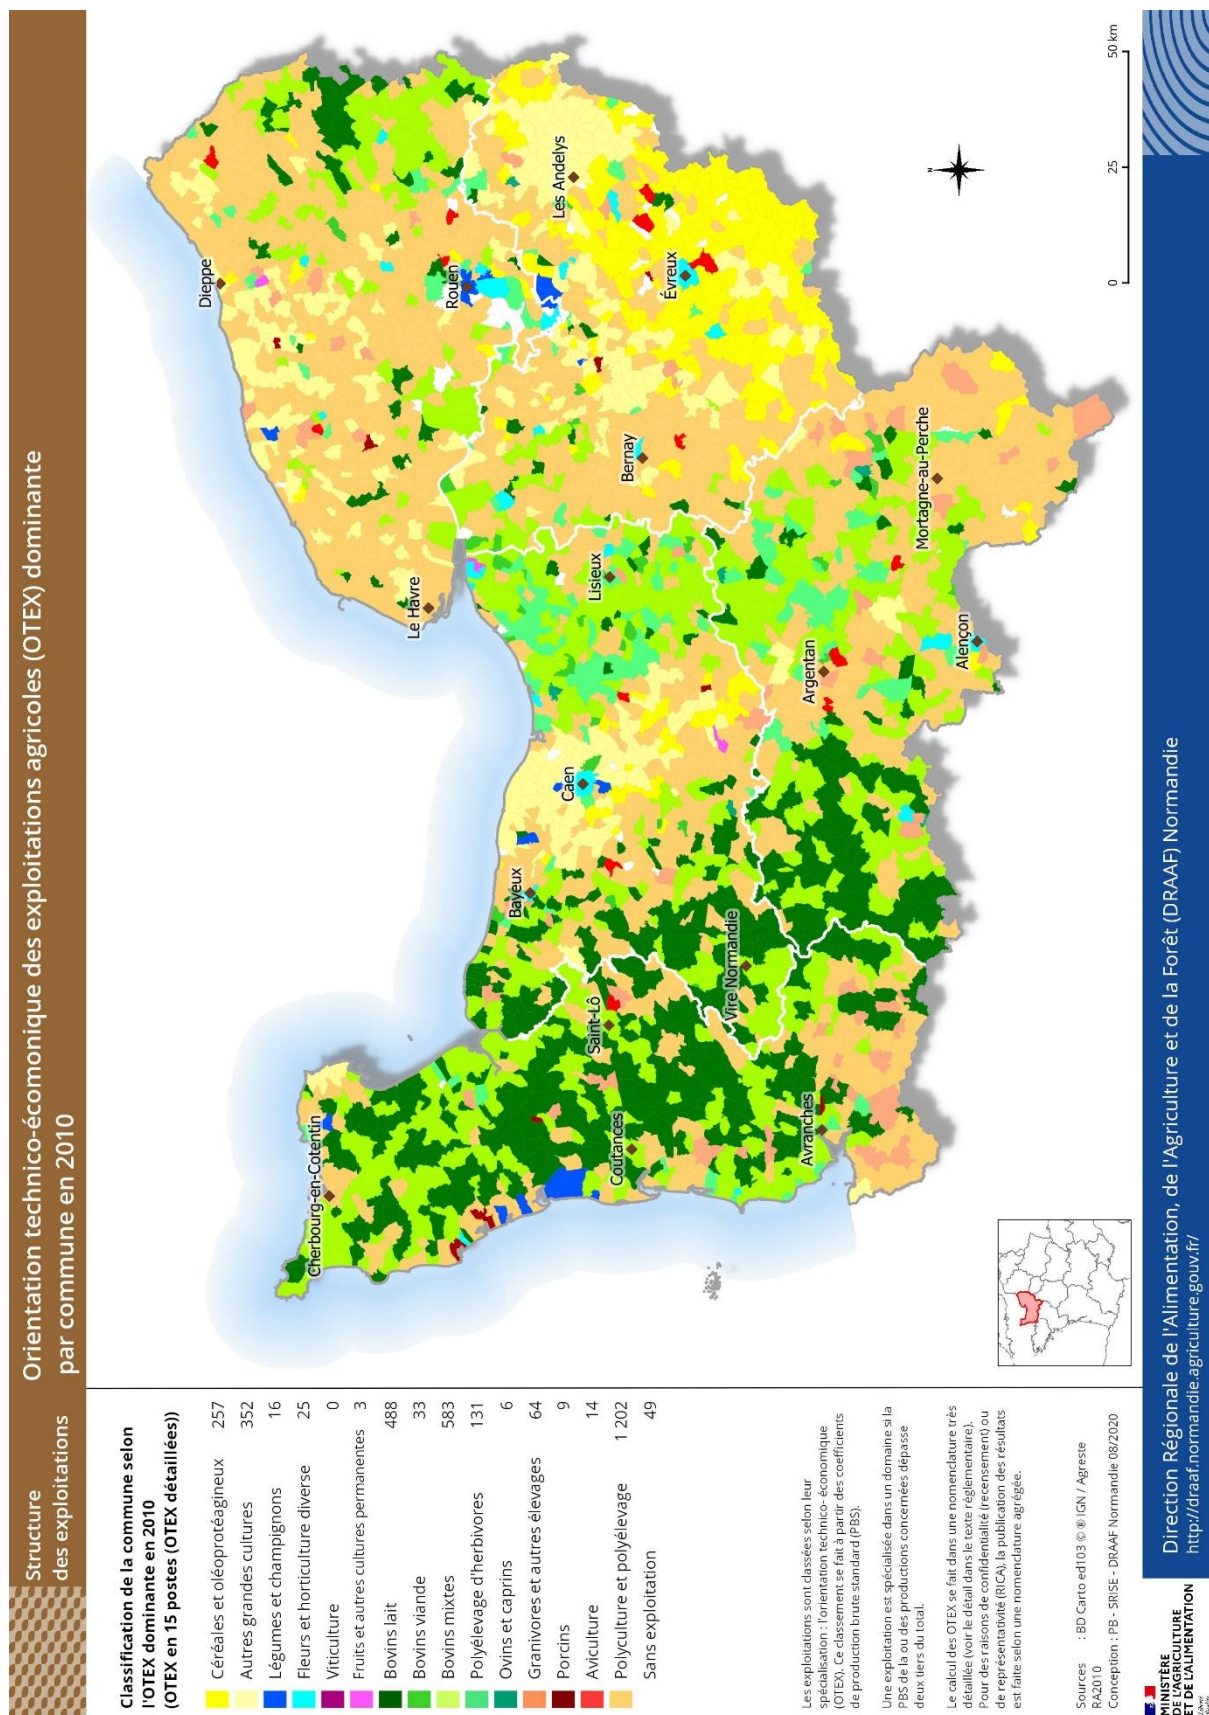 Structure
des exploitations
Orientation technico-écomonique des exploitations agricoles (OTEX) dominante
par commune en 2010
Classification de la commune selon
l'OTEX dominante en 2010
(OTEX en 15 postes (OTEX détaillées))
Céréales et oléoprotéagineux 257
Autres grandes cultures 352
Légumes et champignons 16
Fleurs et horticulture diverse 25
Viticulture 0
Fruits et autres cultures permanentes 3
Bovins lait 488
Bovins viande 33
Bovins mixtes 583
Polyélevage d'herbivores 131
Ovins et caprins 6
Granivores et autres élevages 64
Porcins 9
Aviculture 14
Polyculture et polyélevage 1 202
Sans exploitation 49
Les exploitations sont classées selon leur
spécialisation : l'orientation technico- économique
(OTEX). Ce classement se fait à partir des coefficients
de production brute standard (PBS).
Une exploitation est spécialisée dans un domaine si la
PBS de la ou des productions concernées dépasse
deux tiers du total.
Le calcul des OTEX se fait dans une nomenclature très
détaillée (voir le détail dans le texte réglementaire).
Pour des raisons de confidentialité (recensement) ou
de représentativité (RICA), la publication des résultats
est faite selon une nomenclature agrégée.
Sources : BD Carto ed103 © ® IGN / Agreste
RA2010
Conception : PB - SRISE - DRAAF Normandie 08/2020
Cherbourg-en-Cotentin
Coutances
Avranches
Saint-Lô
Vire Normandie
Bayeux
Caen
Argentan
Alençon
Lisieux
Le Havre
Mortagne-au-Perche
Bernay
Dieppe
Rouen
Évreux
Les Andelys
N
0 25 50 km
MINISTÈRE
DE L'AGRICULTURE
ET DE L'ALIMENTATION
Direction Régionale de l'Alimentation, de l'Agriculture et de la Forêt (DRAAF) Normandie
http://draaf.normandie.agriculture.gouv.fr/